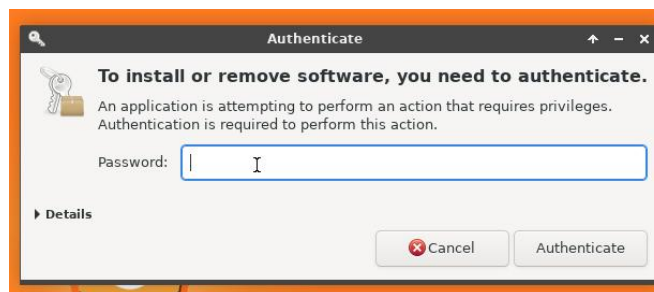 Authenticate
To install or remove software, you need to authenticate.
An application is attempting to perform an action that requires privileges.
Authentication is required to perform this action.
Password:
Details
Cancel
Authenticate